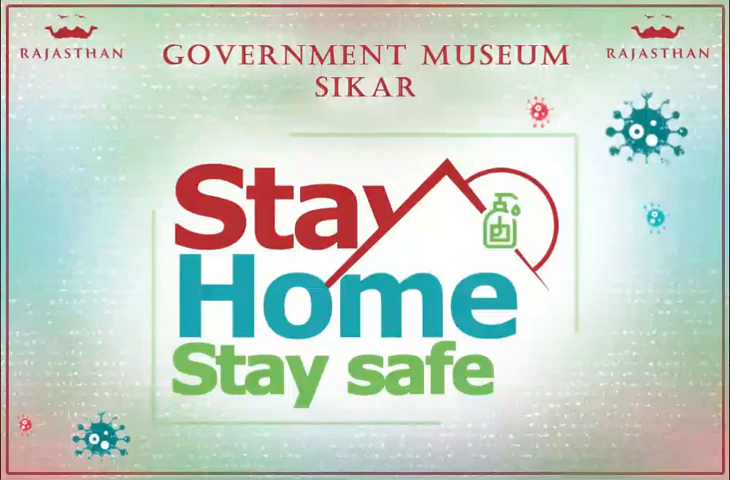 RAJASTHAN
GOVERNMENT MUSEUM
SIKAR
RAJASTHAN
Stay
Home
Stay safe